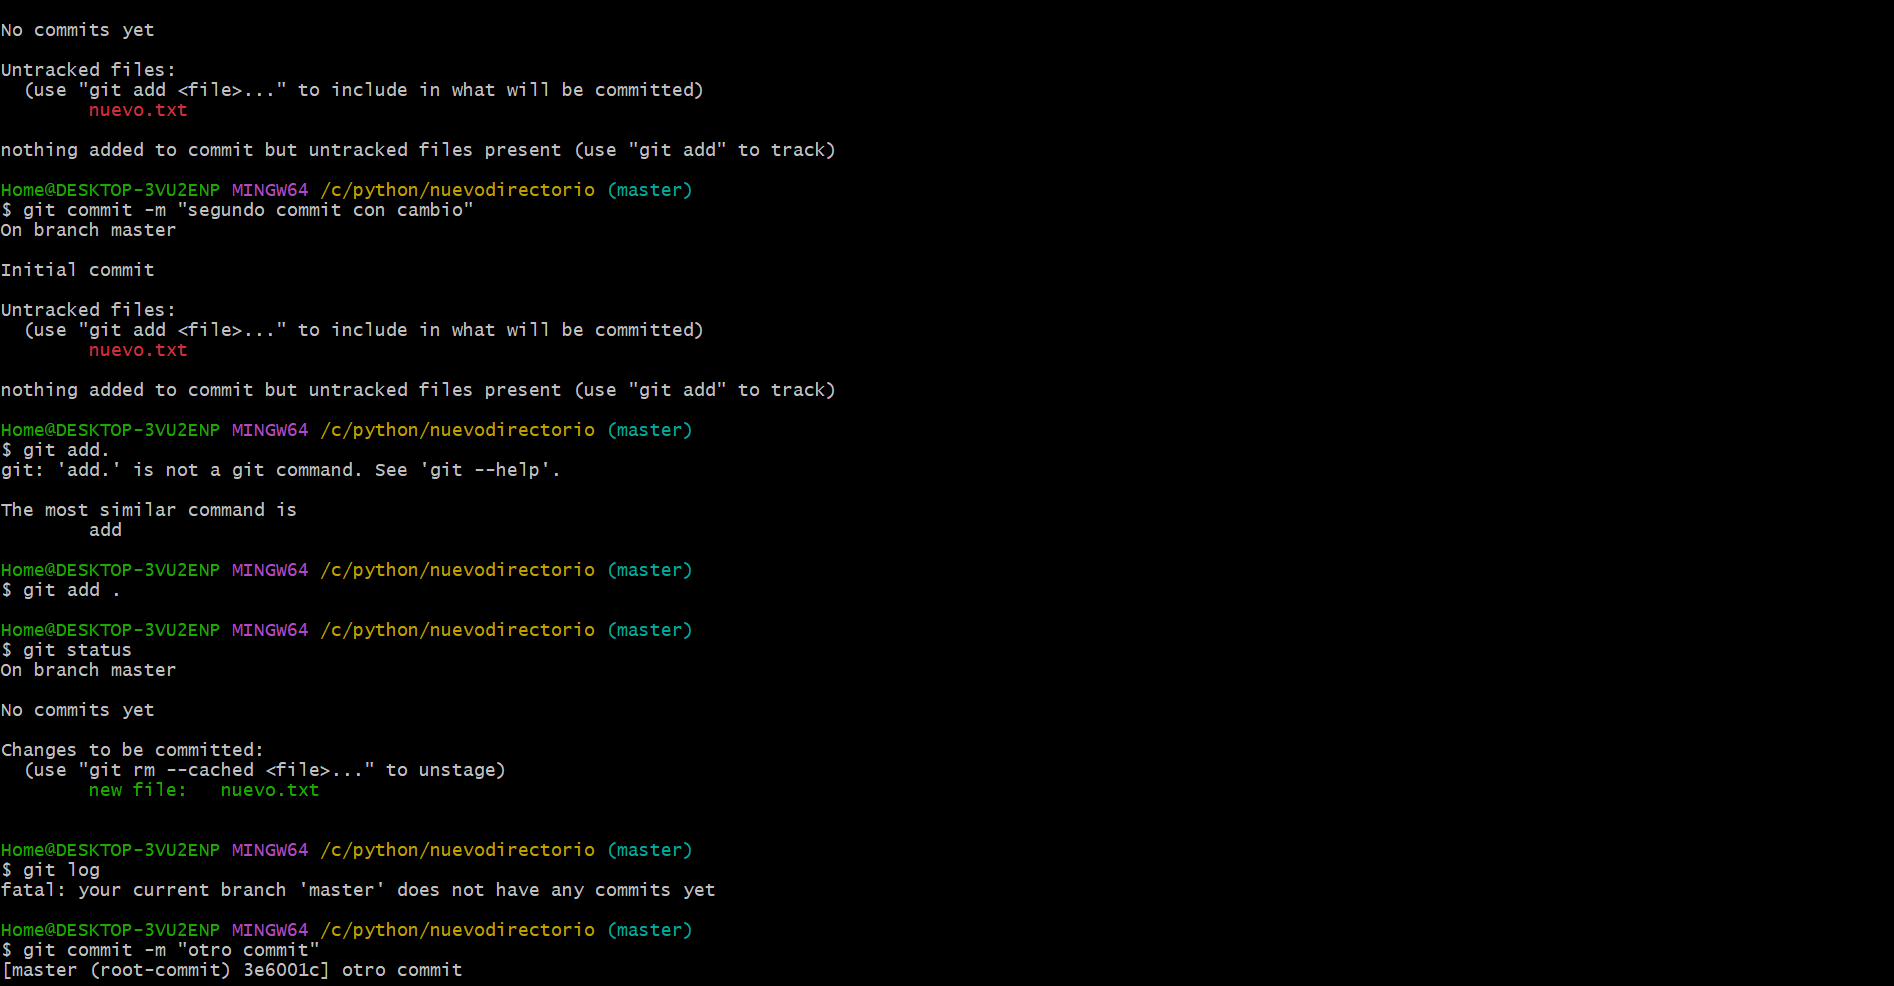 No commits yet
Untracked files:
  (use "git add <file>..." to include in what will be committed)
        nuevo.txt
nothing added to commit but untracked files present (use "git add" to track)
Home@DESKTOP-3VU2ENP MINGW64 /c/python/nuevodirectorio (master)
$ git commit -m "segundo commit con cambio"
On branch master
Initial commit
Untracked files:
  (use "git add <file>..." to include in what will be committed)
        nuevo.txt
nothing added to commit but untracked files present (use "git add" to track)
Home@DESKTOP-3VU2ENP MINGW64 /c/python/nuevodirectorio (master)
$ git add.
git: 'add.' is not a git command. See 'git --help'.
The most similar command is
        add
Home@DESKTOP-3VU2ENP MINGW64 /c/python/nuevodirectorio (master)
$ git add .
Home@DESKTOP-3VU2ENP MINGW64 /c/python/nuevodirectorio (master)
$ git status
On branch master
No commits yet
Changes to be committed:
  (use "git rm --cached <file>..." to unstage)
        new file:   nuevo.txt
Home@DESKTOP-3VU2ENP MINGW64 /c/python/nuevodirectorio (master)
$ git log
fatal: your current branch 'master' does not have any commits yet
Home@DESKTOP-3VU2ENP MINGW64 /c/python/nuevodirectorio (master)
$ git commit -m "otro commit"
[master (root-commit) 3e6001c] otro commit